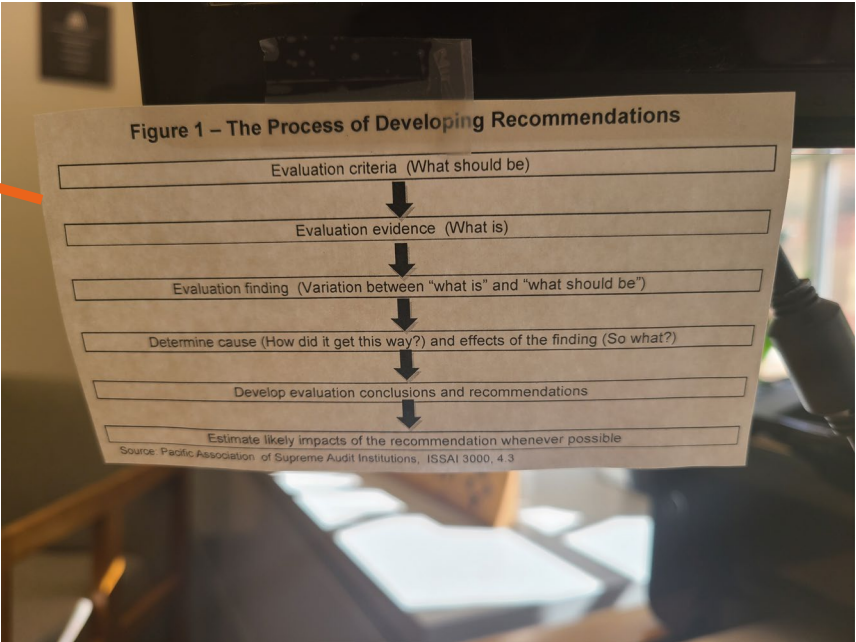 Figure 1 – The Process of Developing Recommendations
Evaluation criteria (What should be)
Evaluation evidence (What is)
Evaluation finding (Variation between “what is” and “what should be”)
Determine cause (How did it get this way?) and effects of the finding (So what?)
Develop evaluation conclusions and recommendations
Estimate likely impacts of the recommendation whenever possible
Source: Pacific Association of Supreme Audit Institutions, ISSAI 3000, 4.3